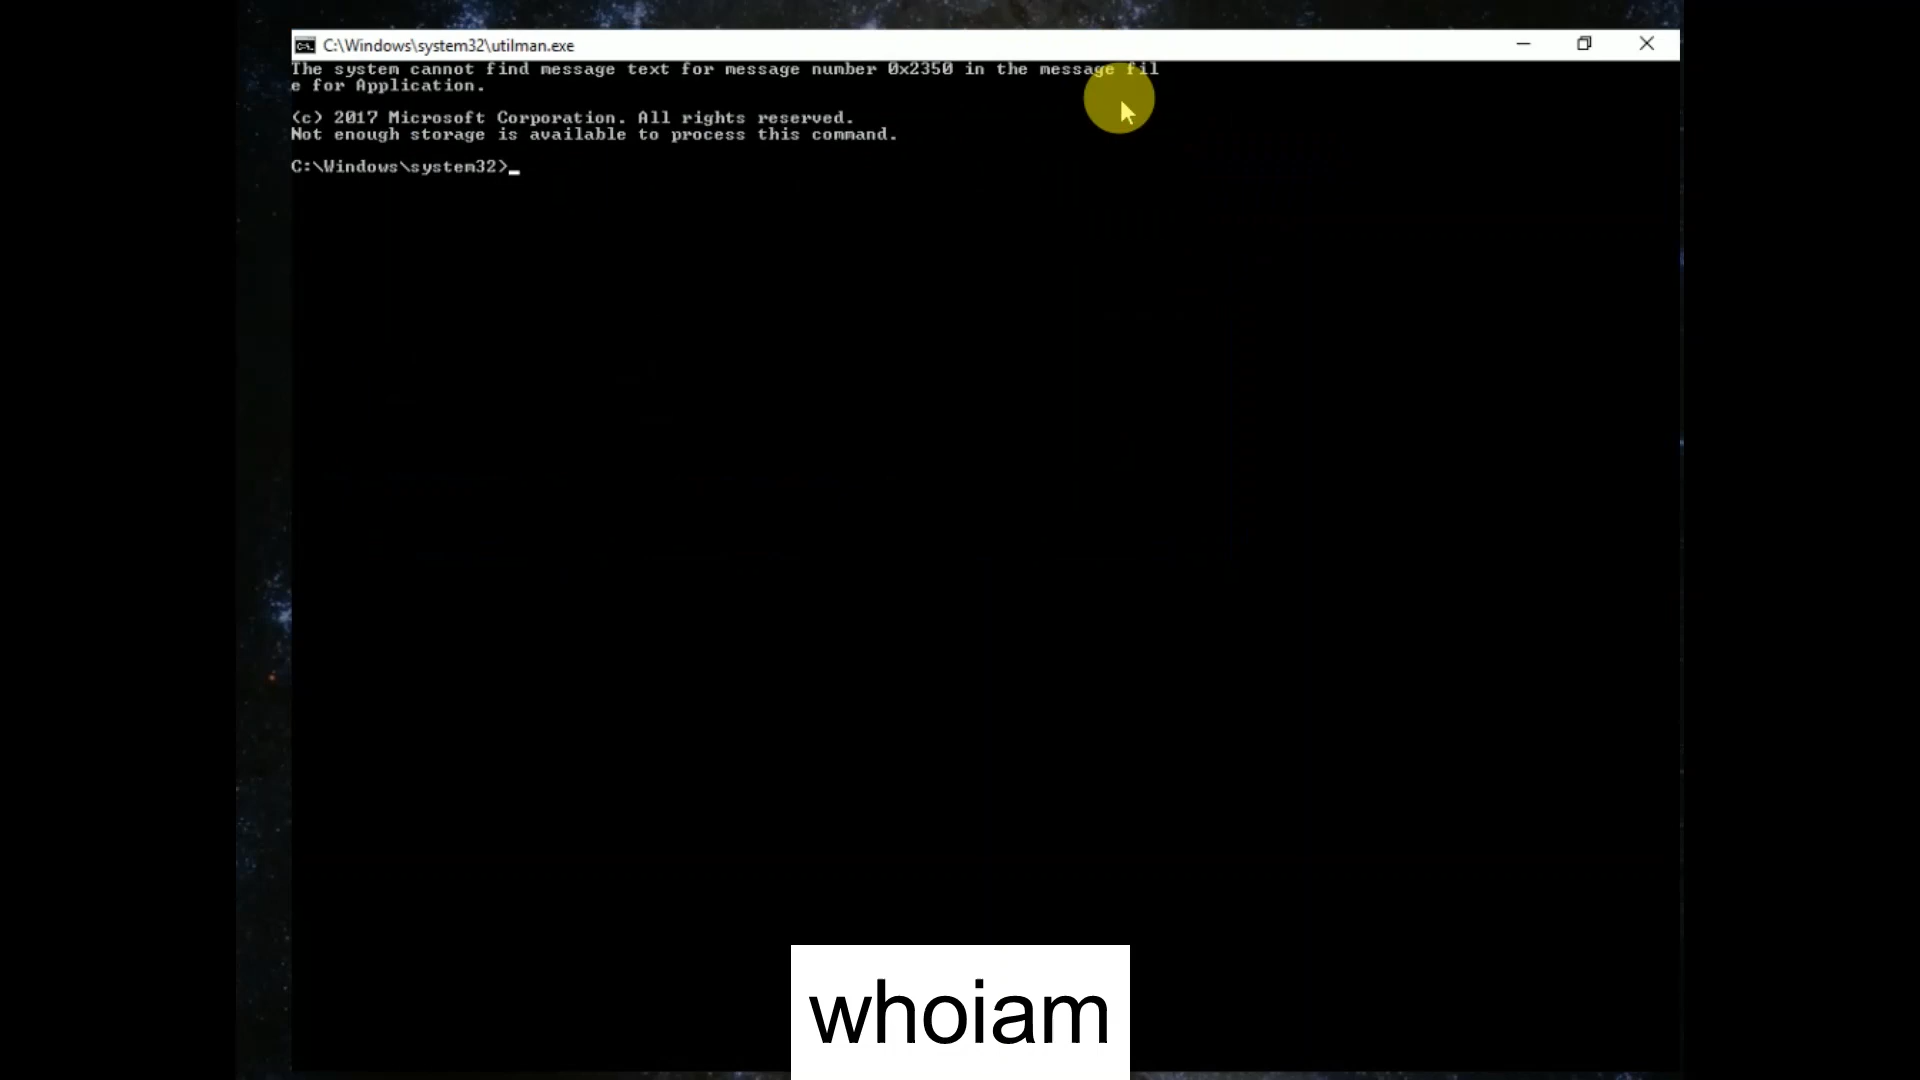 C:\Windows\system32\utilman.exe
The system cannot find message text for message number 0x2350 in the message fil
e for Application.
(c) 2017 Microsoft Corporation. All rights reserved.
Not enough storage is available to process this command.
C:\Windows\system32>
whoiam